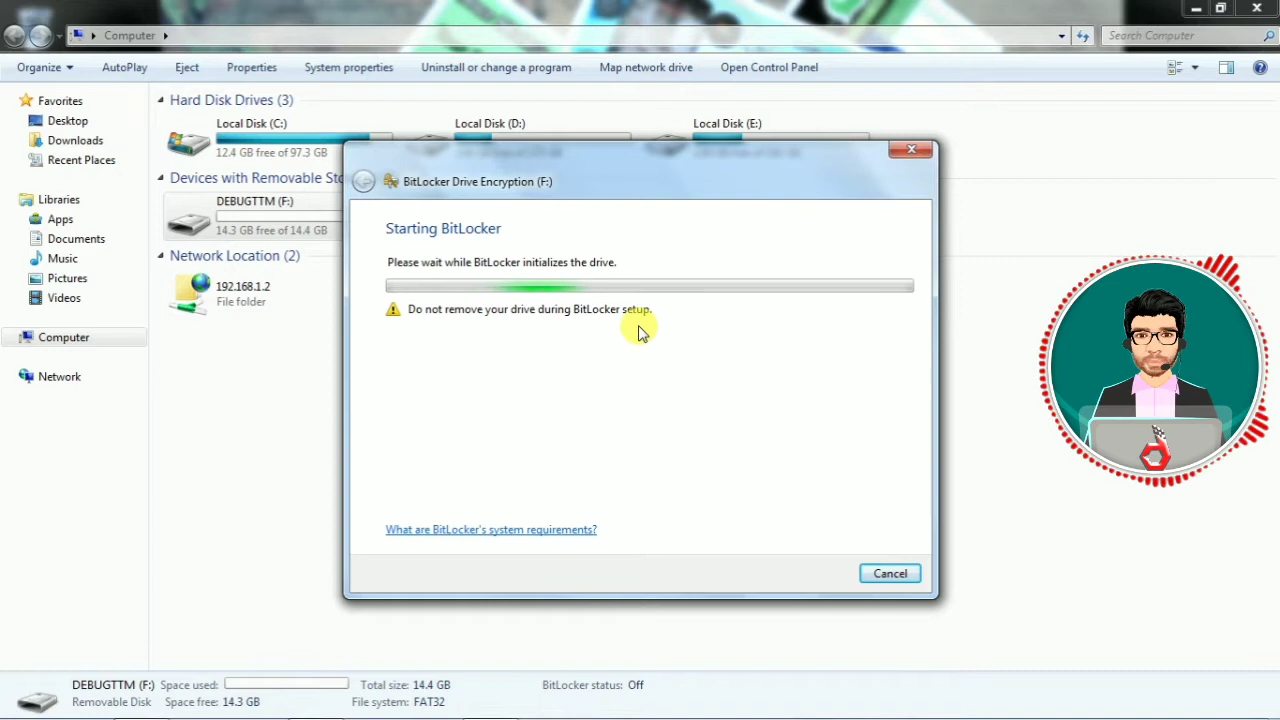 Computer
Search Computer
Organize AutoPlay Eject Properties System properties Uninstall or change a program Map network drive Open Control Panel
Favorites
Desktop
Downloads
Recent Places
Libraries
Apps
Documents
Music
Pictures
Videos
Computer
Network
Hard Disk Drives (3)
Local Disk (C:)
12.4 GB free of 97.3 GB
Local Disk (D:)
Local Disk (E:)
Devices with Removable Sto
DEBUGTTM (F:)
14.3 GB free of 14.4 GB
Network Location (2)
192.168.1.2
File folder
BitLocker Drive Encryption (F:)
Starting BitLocker
Please wait while BitLocker initializes the drive.
Do not remove your drive during BitLocker setup.
What are BitLocker's system requirements?
Cancel
DEBUGTTM (F:) Space used: Total size: 14.4 GB BitLocker status: Off
Removable Disk Space free: 14.3 GB File system: FAT32